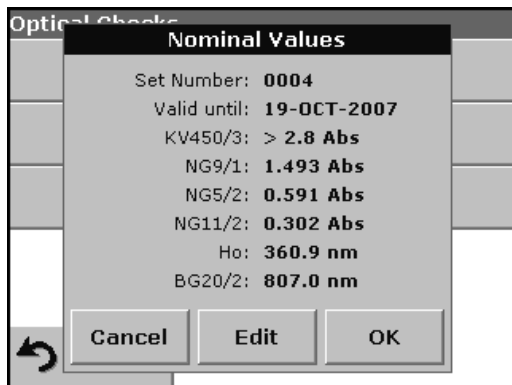 Optical Checks
Nominal Values
Set Number: 0004
Valid until: 19-OCT-2007
KV450/3: > 2.8 Abs
NG9/1: 1.493 Abs
NG5/2: 0.591 Abs
NG11/2: 0.302 Abs
Ho: 360.9 nm
BG20/2: 807.0 nm
Cancel Edit OK